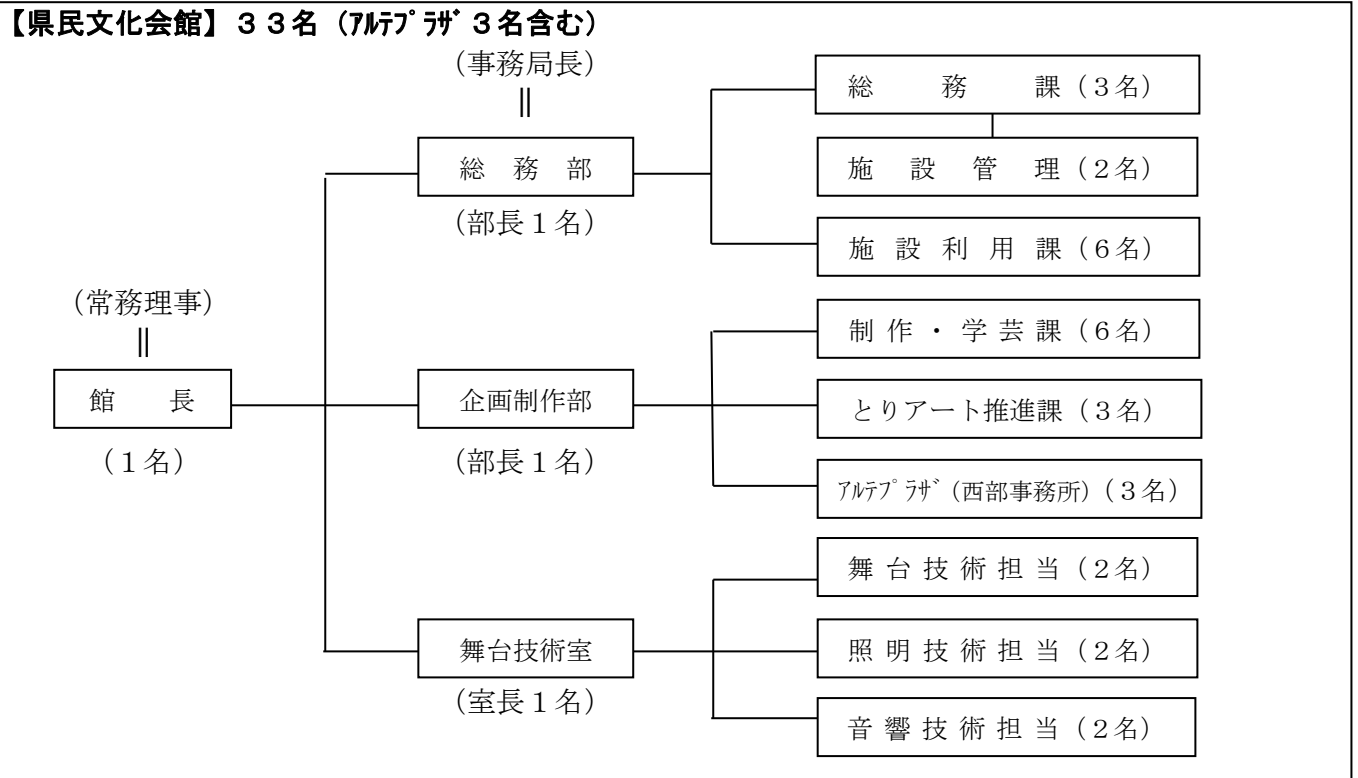 【県民文化会館】３３名（ｱﾙﾃﾌﾟﾗｻﾞ３名含む）
（事務局長）
||
総務部
（部長１名）
総務課（３名）
施設管理（２名）
施設利用課（６名）
（常務理事）
||
館長
（１名）
企画制作部
（部長１名）
制作・学芸課（６名）
とりアート推進課（３名）
ｱﾙﾃﾌﾟﾗｻﾞ（西部事務所）（３名）
舞台技術室
（室長１名）
舞台技術担当（２名）
照明技術担当（２名）
音響技術担当（２名）